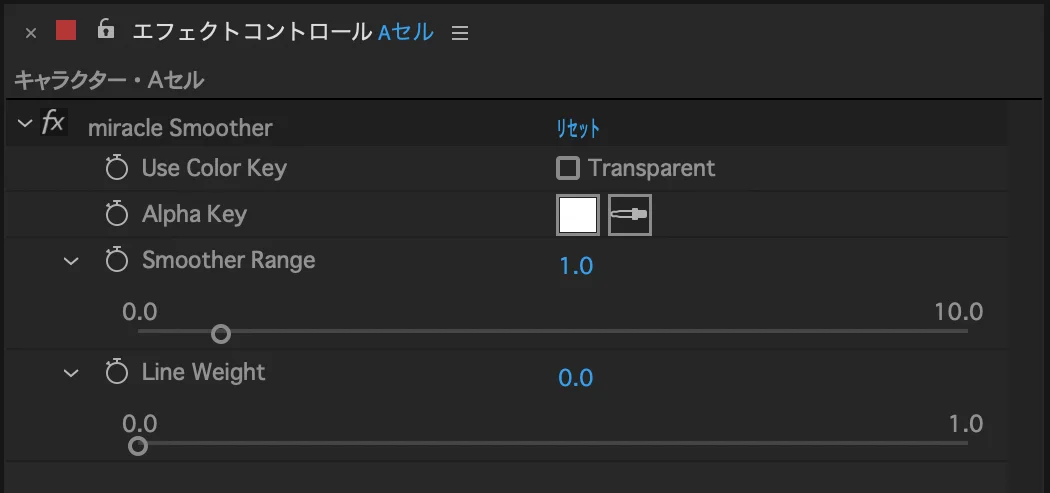 × エフェクトコントロール Aセル ≡
キャラクター・Aセル
fx miracle Smoother リセット
Use Color Key Transparent
Alpha Key
Smoother Range 1.0
0.0 10.0
Line Weight 0.0
0.0 1.0